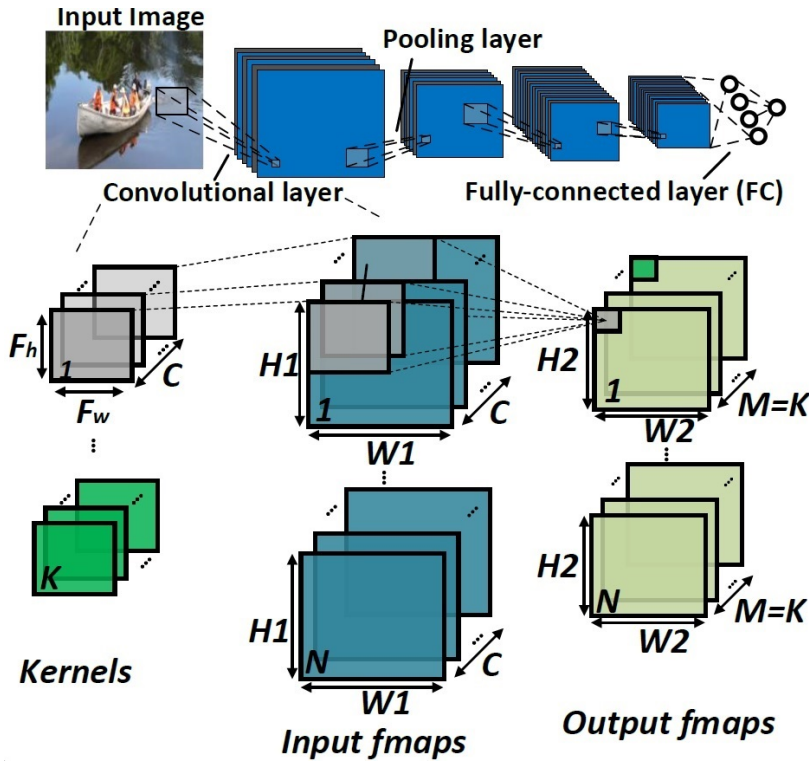 Input Image
Pooling layer
Convolutional layer
Fully-connected layer (FC)
Fh
1
C
Fw
H1
1
C
W1
H2
1
M=K
W2
K
H1
N
C
W1
H2
N
M=K
W2
Kernels
Input fmaps
Output fmaps